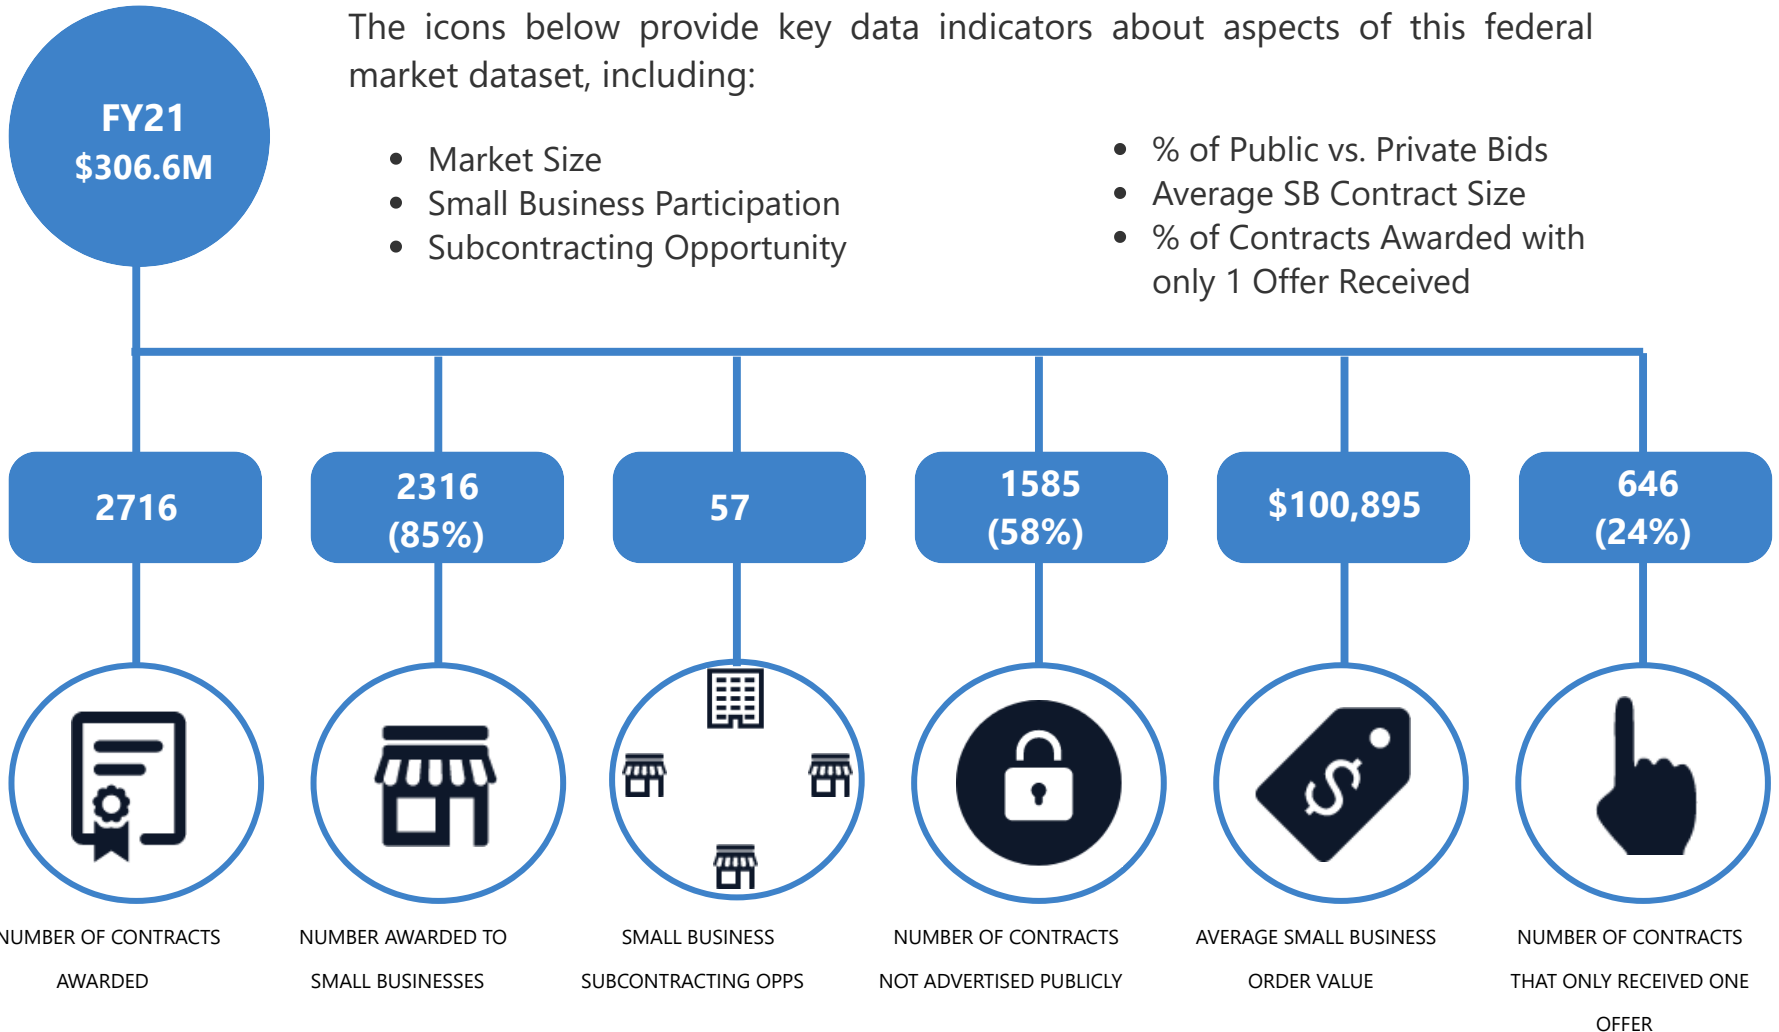 FY21
$306.6M
The icons below provide key data indicators about aspects of this federal
market dataset, including:
• Market Size
• Small Business Participation
• Subcontracting Opportunity
• % of Public vs. Private Bids
• Average SB Contract Size
• % of Contracts Awarded with
only 1 Offer Received
2716
2316
(85%)
57
1585
(58%)
$100,895
646
(24%)
NUMBER OF CONTRACTS
AWARDED
NUMBER AWARDED TO
SMALL BUSINESSES
SMALL BUSINESS
SUBCONTRACTING OPPS
NUMBER OF CONTRACTS
NOT ADVERTISED PUBLICLY
AVERAGE SMALL BUSINESS
ORDER VALUE
NUMBER OF CONTRACTS
THAT ONLY RECEIVED ONE
OFFER